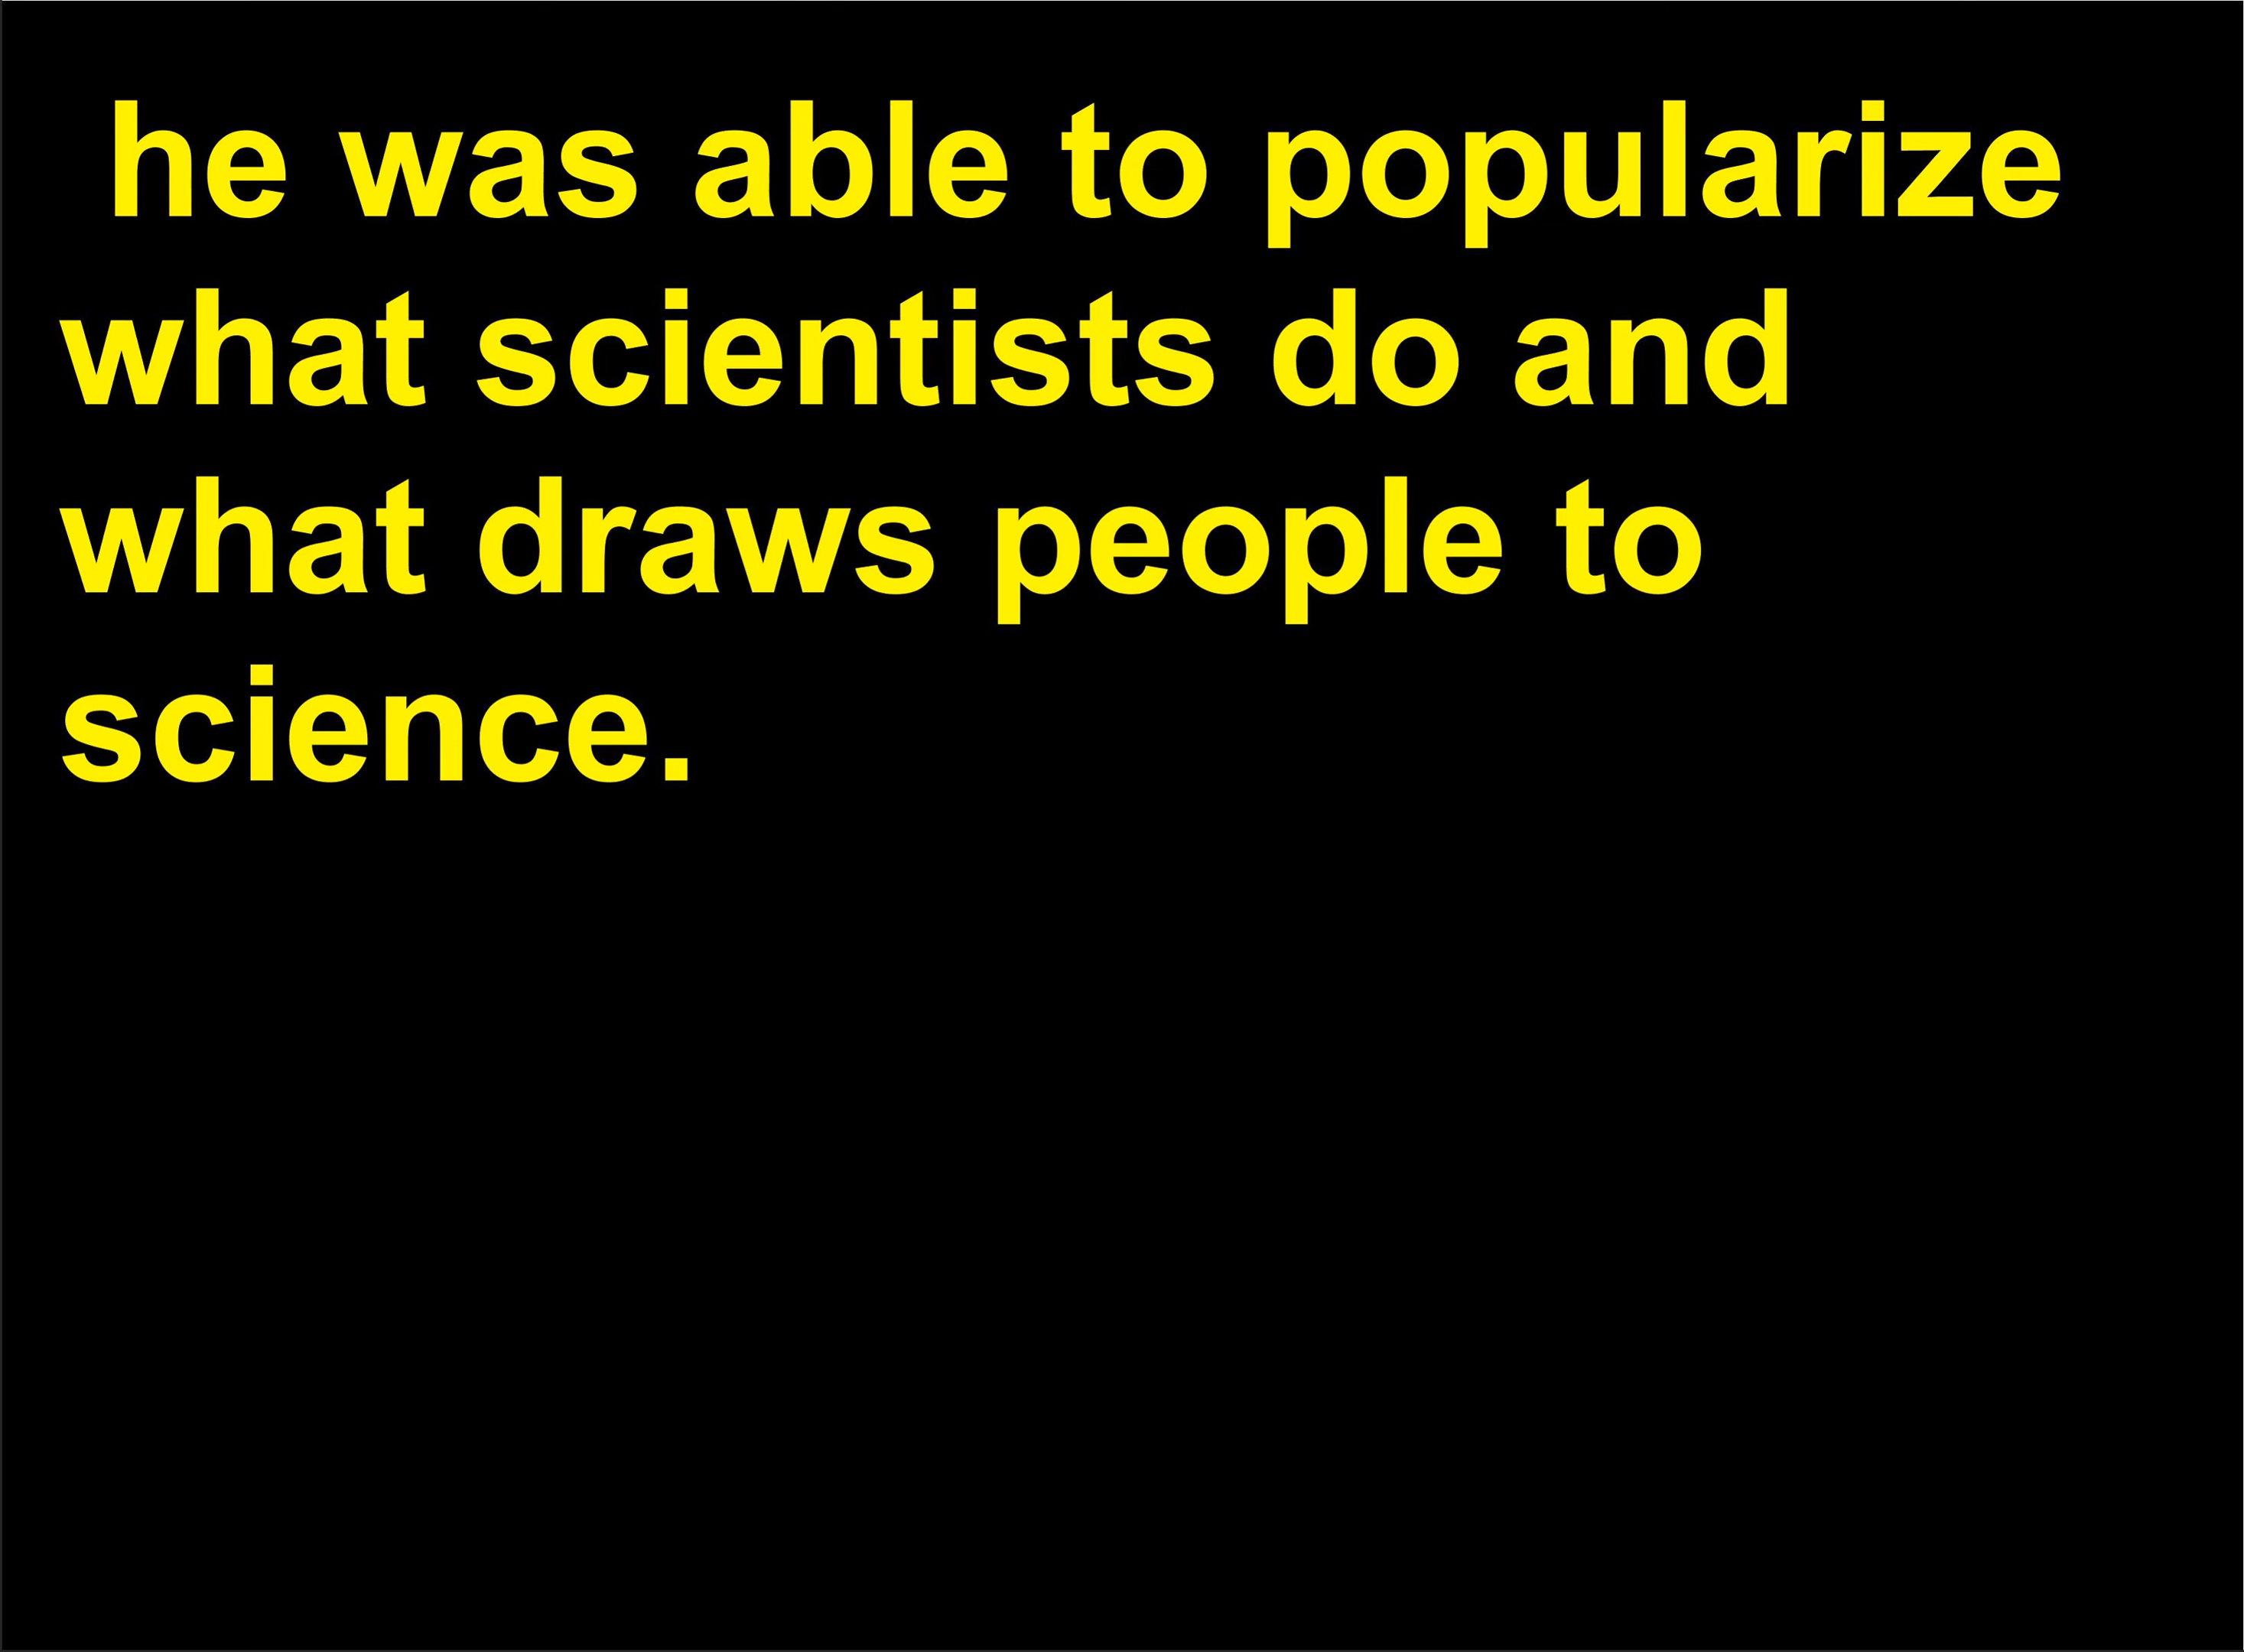 he was able to popularize
what scientists do and
what draws people to
science.